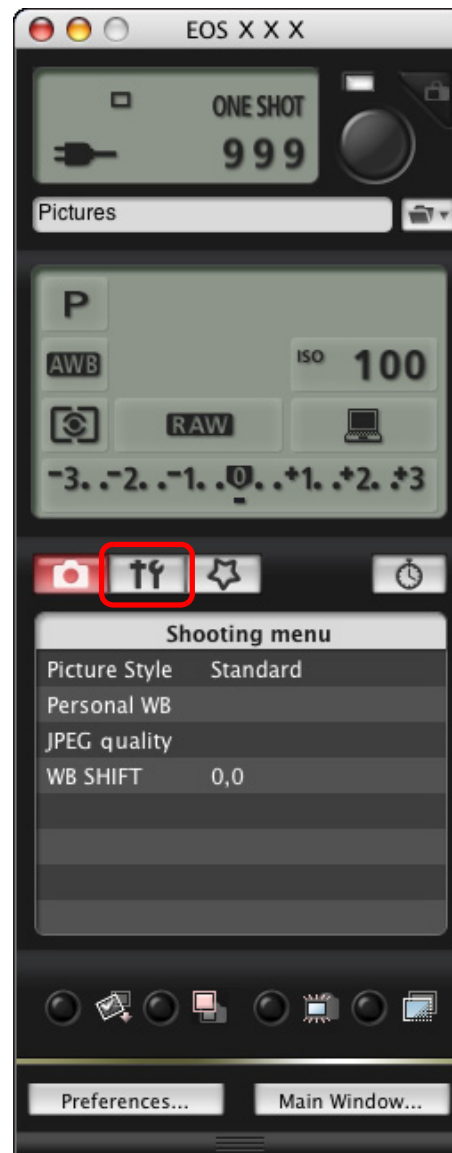 EOS X X X
ONE SHOT
999
Pictures
P
AWB
ISO 100
RAW
-3. .-2. .-1. .0. .+1. .+2. .+3
Shooting menu
Picture Style Standard
Personal WB
JPEG quality
WB SHIFT 0,0
Preferences... Main Window...